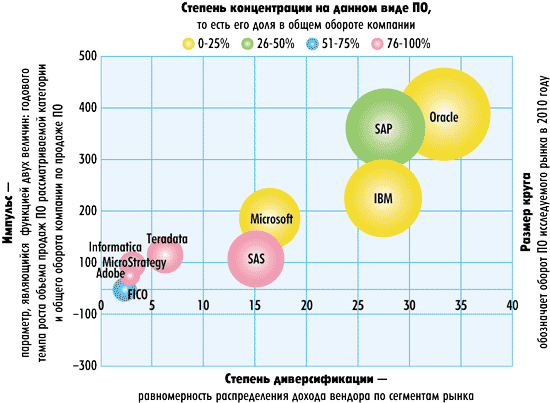 Степень концентрации на данном виде ПО,
то есть его доля в общем обороте компании
0-25% 26-50% 51-75% 76-100%
Импульс —
параметр, являющийся функцией двух величин: годового
темпа роста объема продаж ПО рассматриваемой категории
и общего оборота компании по продаже ПО
500
400
300
200
100
0
–100
–300
Oracle
SAP
IBM
Microsoft
SAS
Teradata
Informatica
MicroStrategy
Adobe
FICO
0 5 10 15 20 25 30 35 40
Размер круга
обозначает оборот ПО исследуемого рынка в 2010 году
Степень диверсификации —
равномерность распределения дохода вендора по сегментам рынка